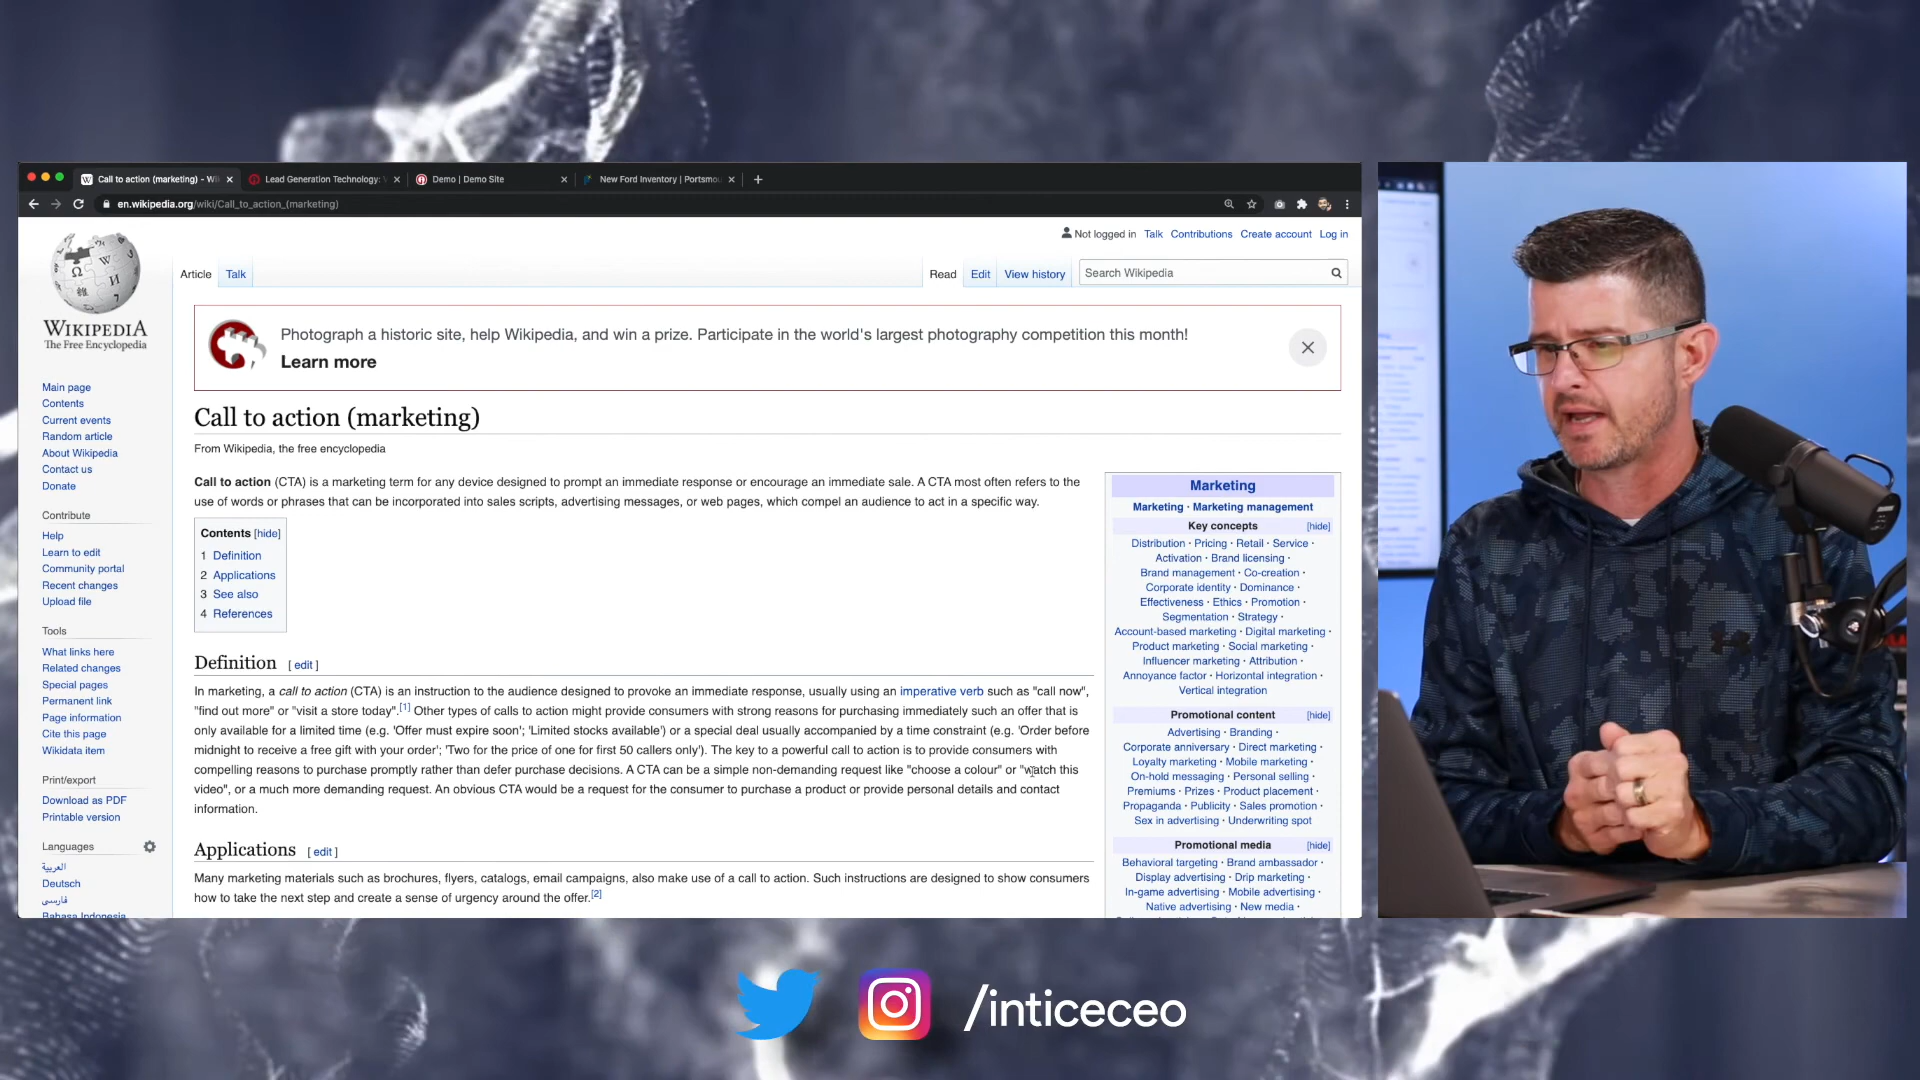 Call to action (marketing) - Wi
Lead Generation Technology:
Demo | Demo Site
New Ford Inventory | Portsmou
en.wikipedia.org/wiki/Call_to_action_(marketing)
Not logged in Talk Contributions Create account Log in
Article Talk
Read Edit View history Search Wikipedia
WIKIPEDIA
The Free Encyclopedia
Photograph a historic site, help Wikipedia, and win a prize. Participate in the world's largest photography competition this month!
Learn more
Main page
Contents
Current events
Random article
About Wikipedia
Contact us
Donate
Contribute
Help
Learn to edit
Community portal
Recent changes
Upload file
Tools
What links here
Related changes
Special pages
Permanent link
Page information
Cite this page
Wikidata item
Print/export
Download as PDF
Printable version
Languages
العربية
Deutsch
فارسی
Bahasa Indonesia
Call to action (marketing)
From Wikipedia, the free encyclopedia
Call to action (CTA) is a marketing term for any device designed to prompt an immediate response or encourage an immediate sale. A CTA most often refers to the
use of words or phrases that can be incorporated into sales scripts, advertising messages, or web pages, which compel an audience to act in a specific way.
Contents [hide]
1 Definition
2 Applications
3 See also
4 References
Definition [ edit ]
In marketing, a call to action (CTA) is an instruction to the audience designed to provoke an immediate response, usually using an imperative verb such as "call now",
"find out more" or "visit a store today".[1] Other types of calls to action might provide consumers with strong reasons for purchasing immediately such an offer that is
only available for a limited time (e.g. 'Offer must expire soon'; 'Limited stocks available') or a special deal usually accompanied by a time constraint (e.g. 'Order before
midnight to receive a free gift with your order'; 'Two for the price of one for first 50 callers only'). The key to a powerful call to action is to provide consumers with
compelling reasons to purchase promptly rather than defer purchase decisions. A CTA can be a simple non-demanding request like "choose a colour" or "watch this
video", or a much more demanding request. An obvious CTA would be a request for the consumer to purchase a product or provide personal details and contact
information.
Applications [ edit ]
Many marketing materials such as brochures, flyers, catalogs, email campaigns, also make use of a call to action. Such instructions are designed to show consumers
how to take the next step and create a sense of urgency around the offer.[2]
Marketing
Marketing · Marketing management
Key concepts [hide]
Distribution · Pricing · Retail · Service ·
Activation · Brand licensing ·
Brand management · Co-creation ·
Corporate identity · Dominance ·
Effectiveness · Ethics · Promotion ·
Segmentation · Strategy ·
Account-based marketing · Digital marketing ·
Product marketing · Social marketing ·
Influencer marketing · Attribution ·
Annoyance factor · Horizontal integration ·
Vertical integration
Promotional content [hide]
Advertising · Branding ·
Corporate anniversary · Direct marketing ·
Loyalty marketing · Mobile marketing ·
On-hold messaging · Personal selling ·
Premiums · Prizes · Product placement ·
Propaganda · Publicity · Sales promotion ·
Sex in advertising · Underwriting spot
Promotional media [hide]
Behavioral targeting · Brand ambassador ·
Display advertising · Drip marketing ·
In-game advertising · Mobile advertising ·
Native advertising · New media ·
/inticeceo